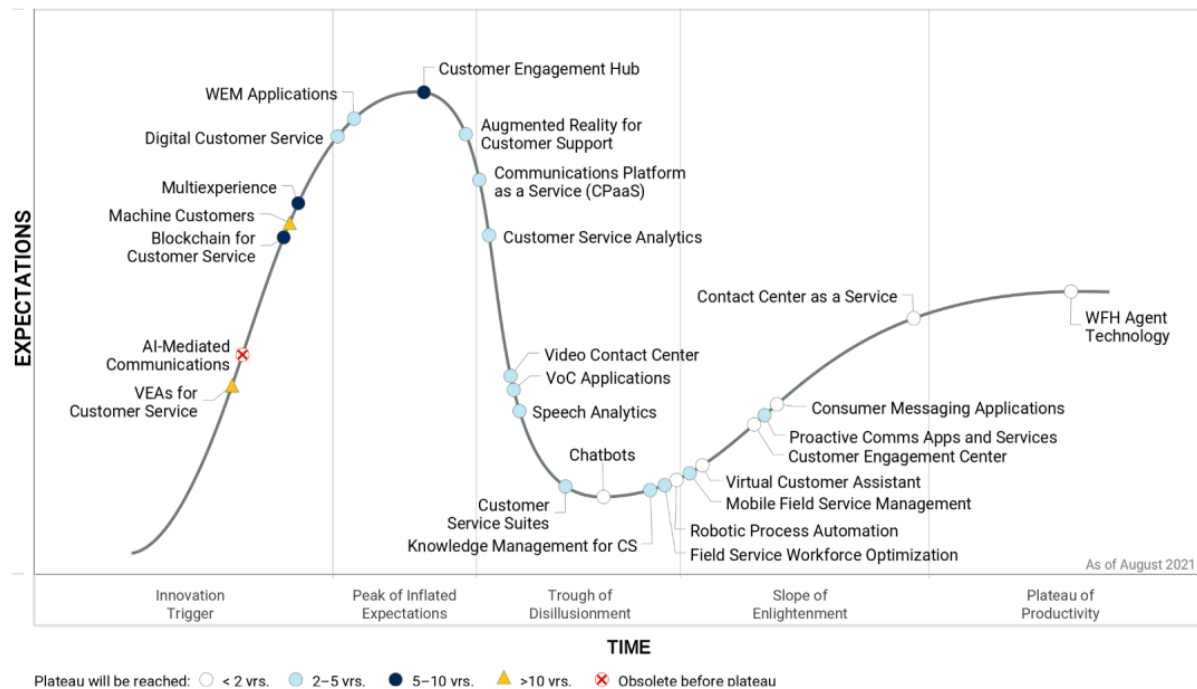 Customer Engagement Hub
WEM Applications
Digital Customer Service
Augmented Reality for
Customer Support
Communications Platform
as a Service (CPaaS)
Multiexperience
Machine Customers
Blockchain for
Customer Service
Customer Service Analytics
AI-Mediated
Communications
VEAs for
Customer Service
Video Contact Center
VoC Applications
Speech Analytics
Chatbots
Customer
Service Suites
Knowledge Management for CS
Contact Center as a Service
WFH Agent
Technology
Consumer Messaging Applications
Proactive Comms Apps and Services
Customer Engagement Center
Virtual Customer Assistant
Mobile Field Service Management
Robotic Process Automation
Field Service Workforce Optimization
EXPECTATIONS
As of August 2021
Innovation
Trigger
Peak of Inflated
Expectations
Trough of
Disillusionment
Slope of
Enlightenment
Plateau of
Productivity
TIME
Plateau will be reached: < 2 yrs. 2–5 yrs. 5–10 yrs. >10 yrs. Obsolete before plateau